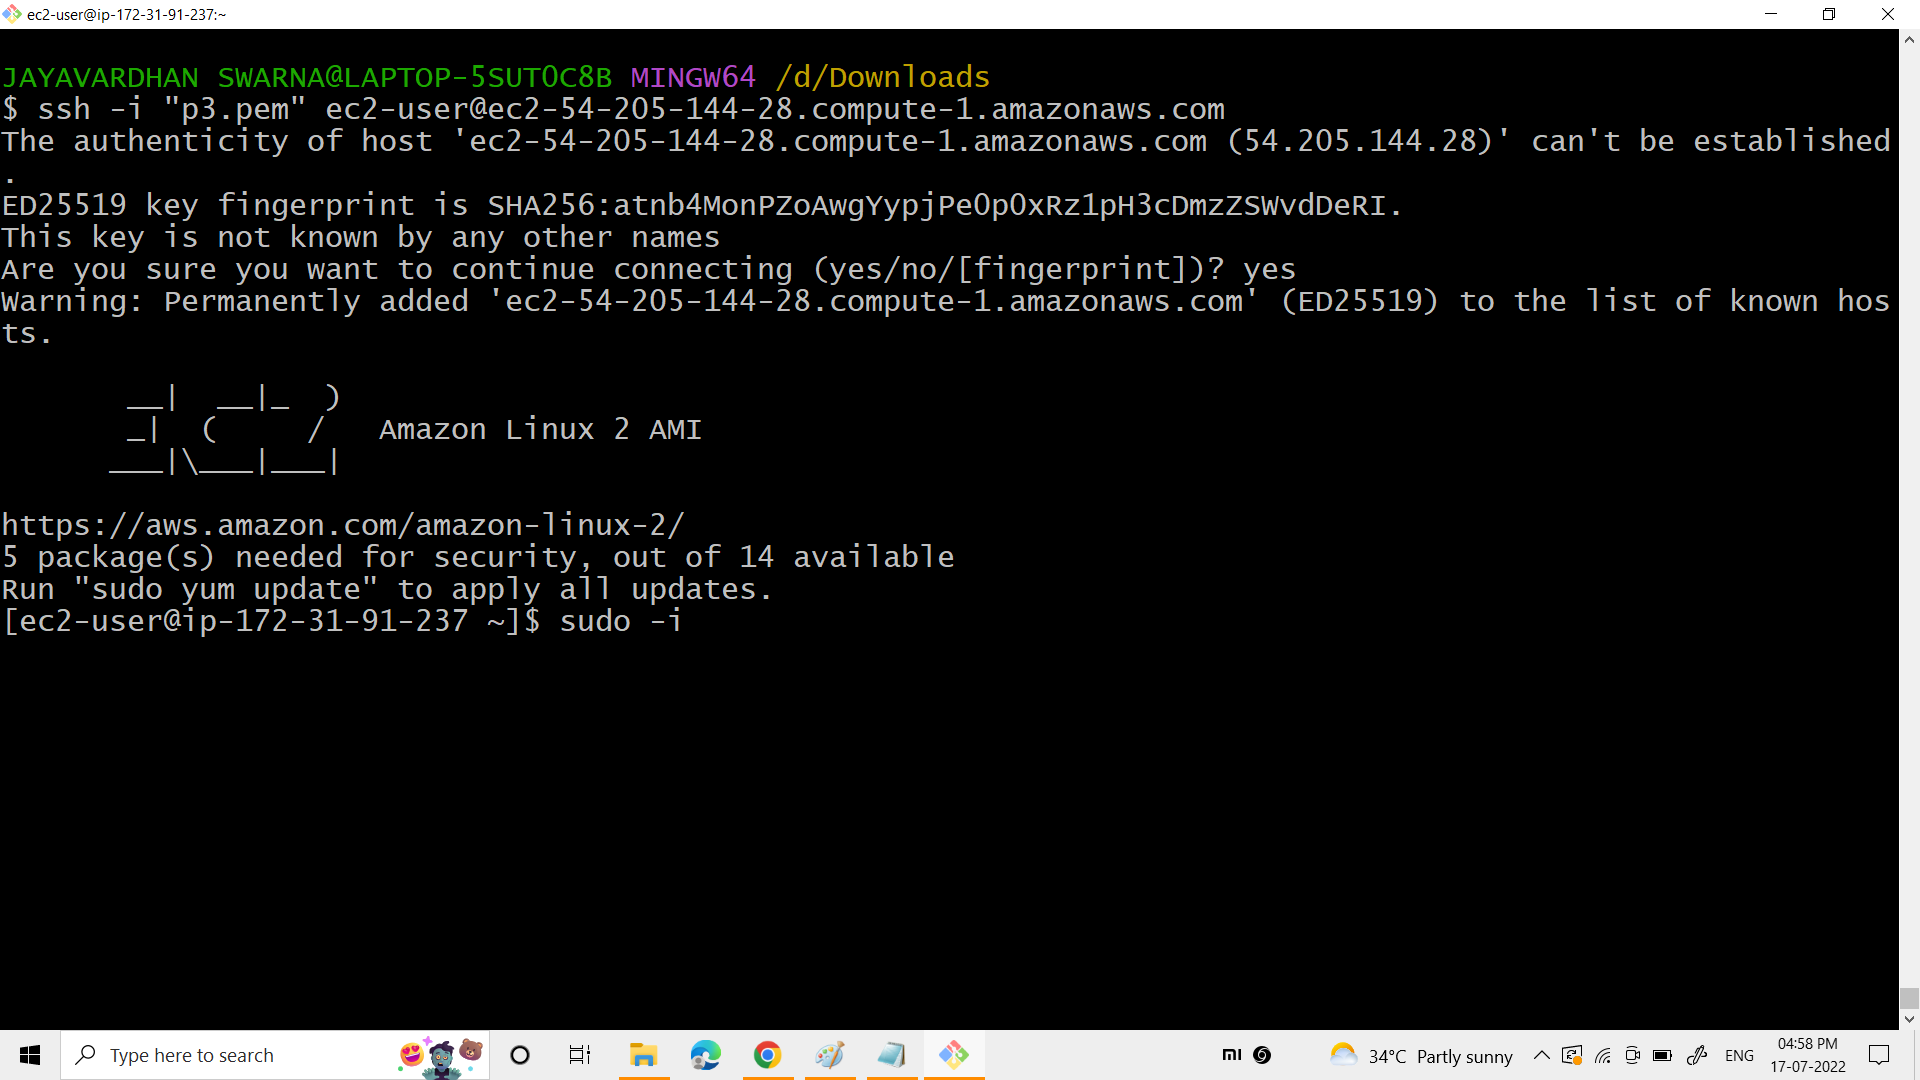 ec2-user@ip-172-31-91-237:~
JAYAVARDHAN SWARNA@LAPTOP-5SUT0C8B MINGW64 /d/Downloads
$ ssh -i "p3.pem" ec2-user@ec2-54-205-144-28.compute-1.amazonaws.com
The authenticity of host 'ec2-54-205-144-28.compute-1.amazonaws.com (54.205.144.28)' can't be established
.
ED25519 key fingerprint is SHA256:atnb4MonPZoAwgYypjPe0p0xRz1pH3cDmzZSWvdDeRI.
This key is not known by any other names
Are you sure you want to continue connecting (yes/no/[fingerprint])? yes
Warning: Permanently added 'ec2-54-205-144-28.compute-1.amazonaws.com' (ED25519) to the list of known hos
ts.
       __|  __|_  )
       _|  (     /   Amazon Linux 2 AMI
      ___|\___|___|
https://aws.amazon.com/amazon-linux-2/
5 package(s) needed for security, out of 14 available
Run "sudo yum update" to apply all updates.
[ec2-user@ip-172-31-91-237 ~]$ sudo -i
Type here to search
mi
34°C Partly sunny
ENG
04:58 PM
17-07-2022